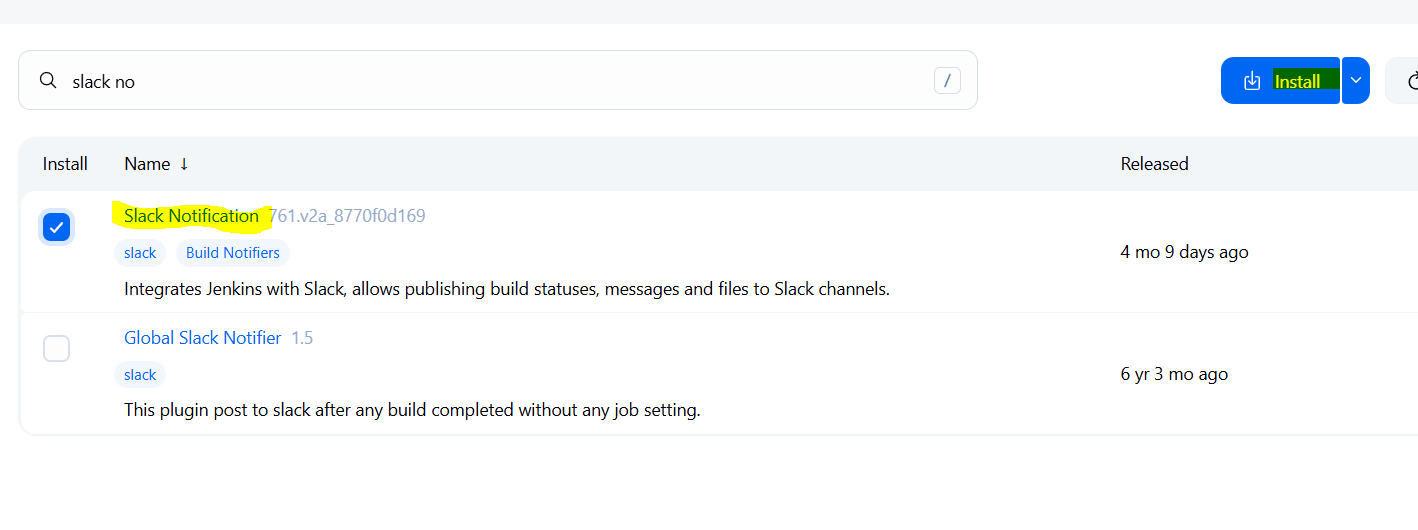 slack no /
Install
Install Name ↓ Released
Slack Notification 761.v2a_8770f0d169
slack Build Notifiers
4 mo 9 days ago
Integrates Jenkins with Slack, allows publishing build statuses, messages and files to Slack channels.
Global Slack Notifier 1.5
slack
6 yr 3 mo ago
This plugin post to slack after any build completed without any job setting.